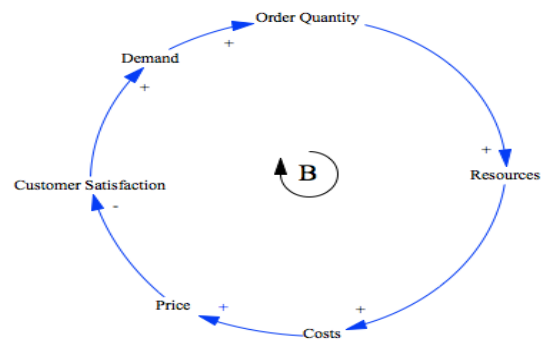 Order Quantity
+
Demand
+
+
Resources
B
Customer Satisfaction
-
Price
+
+
Costs